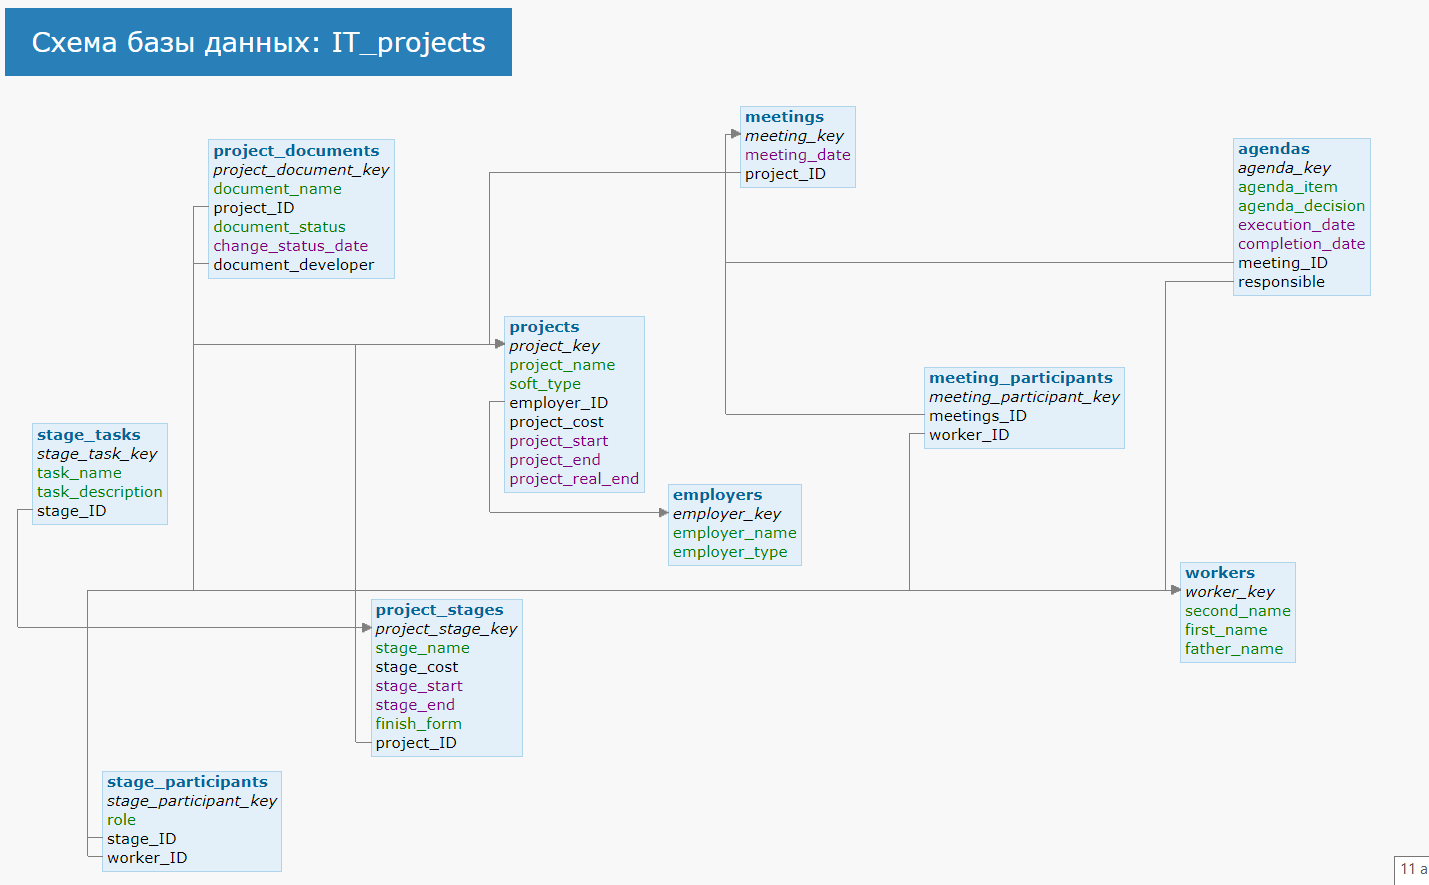 Схема базы данных: IT_projects
project_documents
project_document_key
document_name
project_ID
document_status
change_status_date
document_developer
meetings
meeting_key
meeting_date
project_ID
agendas
agenda_key
agenda_item
agenda_decision
execution_date
completion_date
meeting_ID
responsible
projects
project_key
project_name
soft_type
employer_ID
project_cost
project_start
project_end
project_real_end
meeting_participants
meeting_participant_key
meetings_ID
worker_ID
stage_tasks
stage_task_key
task_name
task_description
stage_ID
employers
employer_key
employer_name
employer_type
workers
worker_key
second_name
first_name
father_name
project_stages
project_stage_key
stage_name
stage_cost
stage_start
stage_end
finish_form
project_ID
stage_participants
stage_participant_key
role
stage_ID
worker_ID
11 а